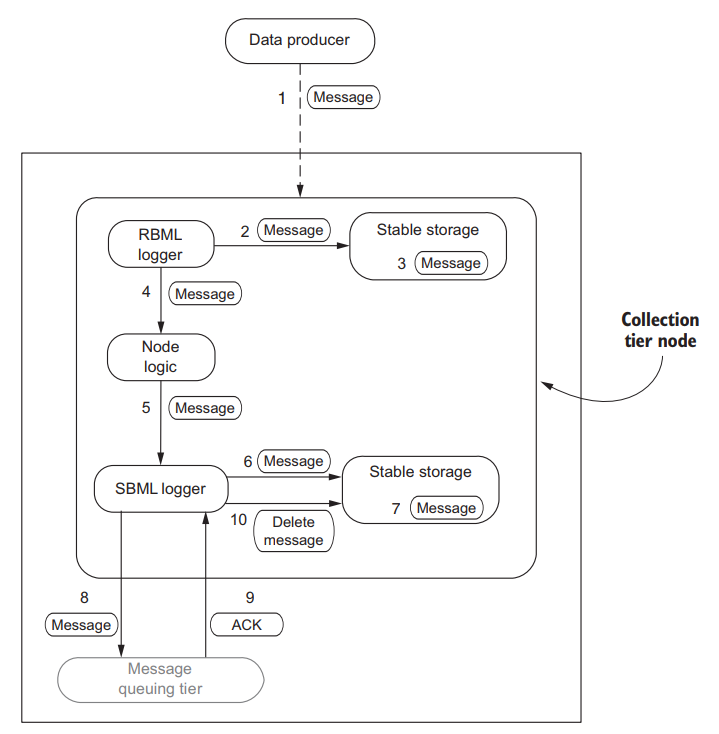 Data producer
1 Message
RBML
logger
2 Message
Stable storage
3 Message
4 Message
Collection
tier node
Node
logic
5 Message
SBML logger
6 Message
Stable storage
7 Message
10 Delete
message
8
Message
9
ACK
Message
queuing tier